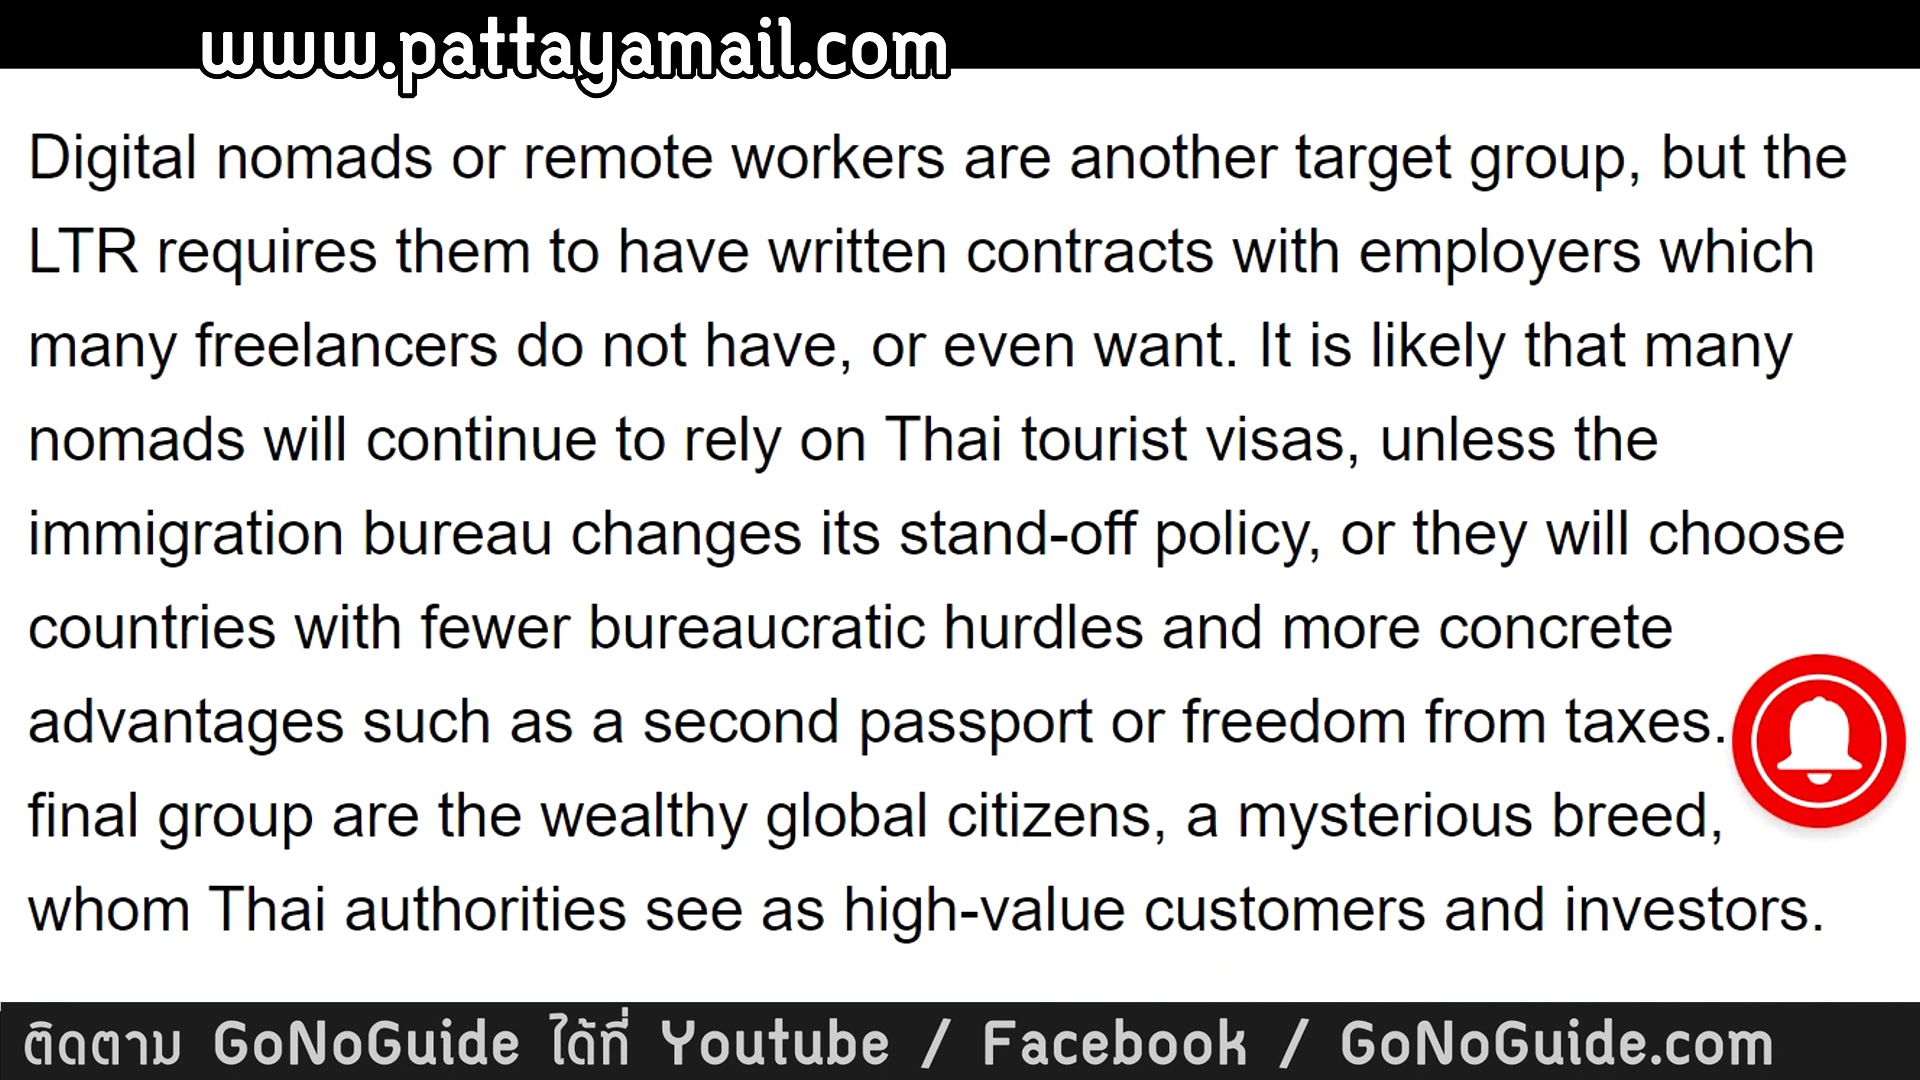 www.pattayamail.com
Digital nomads or remote workers are another target group, but the
LTR requires them to have written contracts with employers which
many freelancers do not have, or even want. It is likely that many
nomads will continue to rely on Thai tourist visas, unless the
immigration bureau changes its stand-off policy, or they will choose
countries with fewer bureaucratic hurdles and more concrete
advantages such as a second passport or freedom from taxes.
final group are the wealthy global citizens, a mysterious breed,
whom Thai authorities see as high-value customers and investors.
ติดตาม GoNoGuide ได้ที่ Youtube / Facebook / GoNoGuide.com